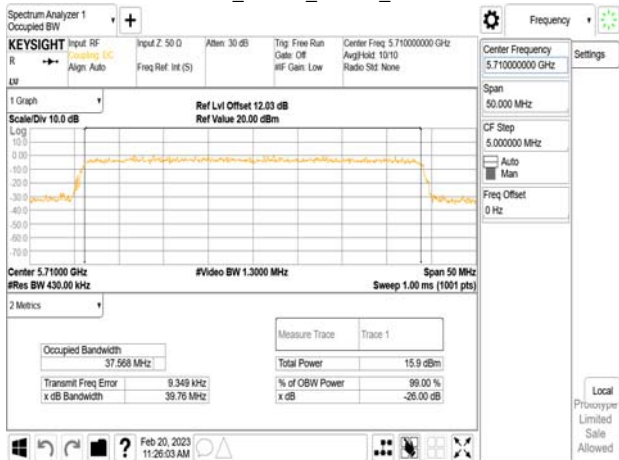 Spectrum Analyzer 1
Occupied BW
Frequency
KEYSIGHT
R
Input: RF
Coupling: DC
Align: Auto
Input Z: 50 Ω
Freq Ref: Int (S)
Atten: 30 dB
Trig: Free Run
Gate: Off
#IF Gain: Low
Center Freq: 5.710000000 GHz
Avg|Hold: 10/10
Radio Std: None
Center Frequency
5.710000000 GHz
Settings
Span
50.000 MHz
CF Step
5.000000 MHz
Auto
Man
Freq Offset
0 Hz
1 Graph
Scale/Div 10.0 dB
Ref Lvl Offset 12.03 dB
Ref Value 20.00 dBm
Log
10.0
0.00
-10.0
-20.0
-30.0
-40.0
-50.0
-60.0
-70.0
Center 5.71000 GHz
#Res BW 430.00 kHz
#Video BW 1.3000 MHz
Span 50 MHz
Sweep 1.00 ms (1001 pts)
2 Metrics
Measure Trace
Trace 1
Occupied Bandwidth
37.568 MHz
Total Power
15.9 dBm
Transmit Freq Error
9.349 kHz
% of OBW Power
99.00 %
x dB Bandwidth
39.76 MHz
x dB
-26.00 dB
Local
Prototype
Limited
Sale
Allowed
?
Feb 20, 2023
11:26:03 AM